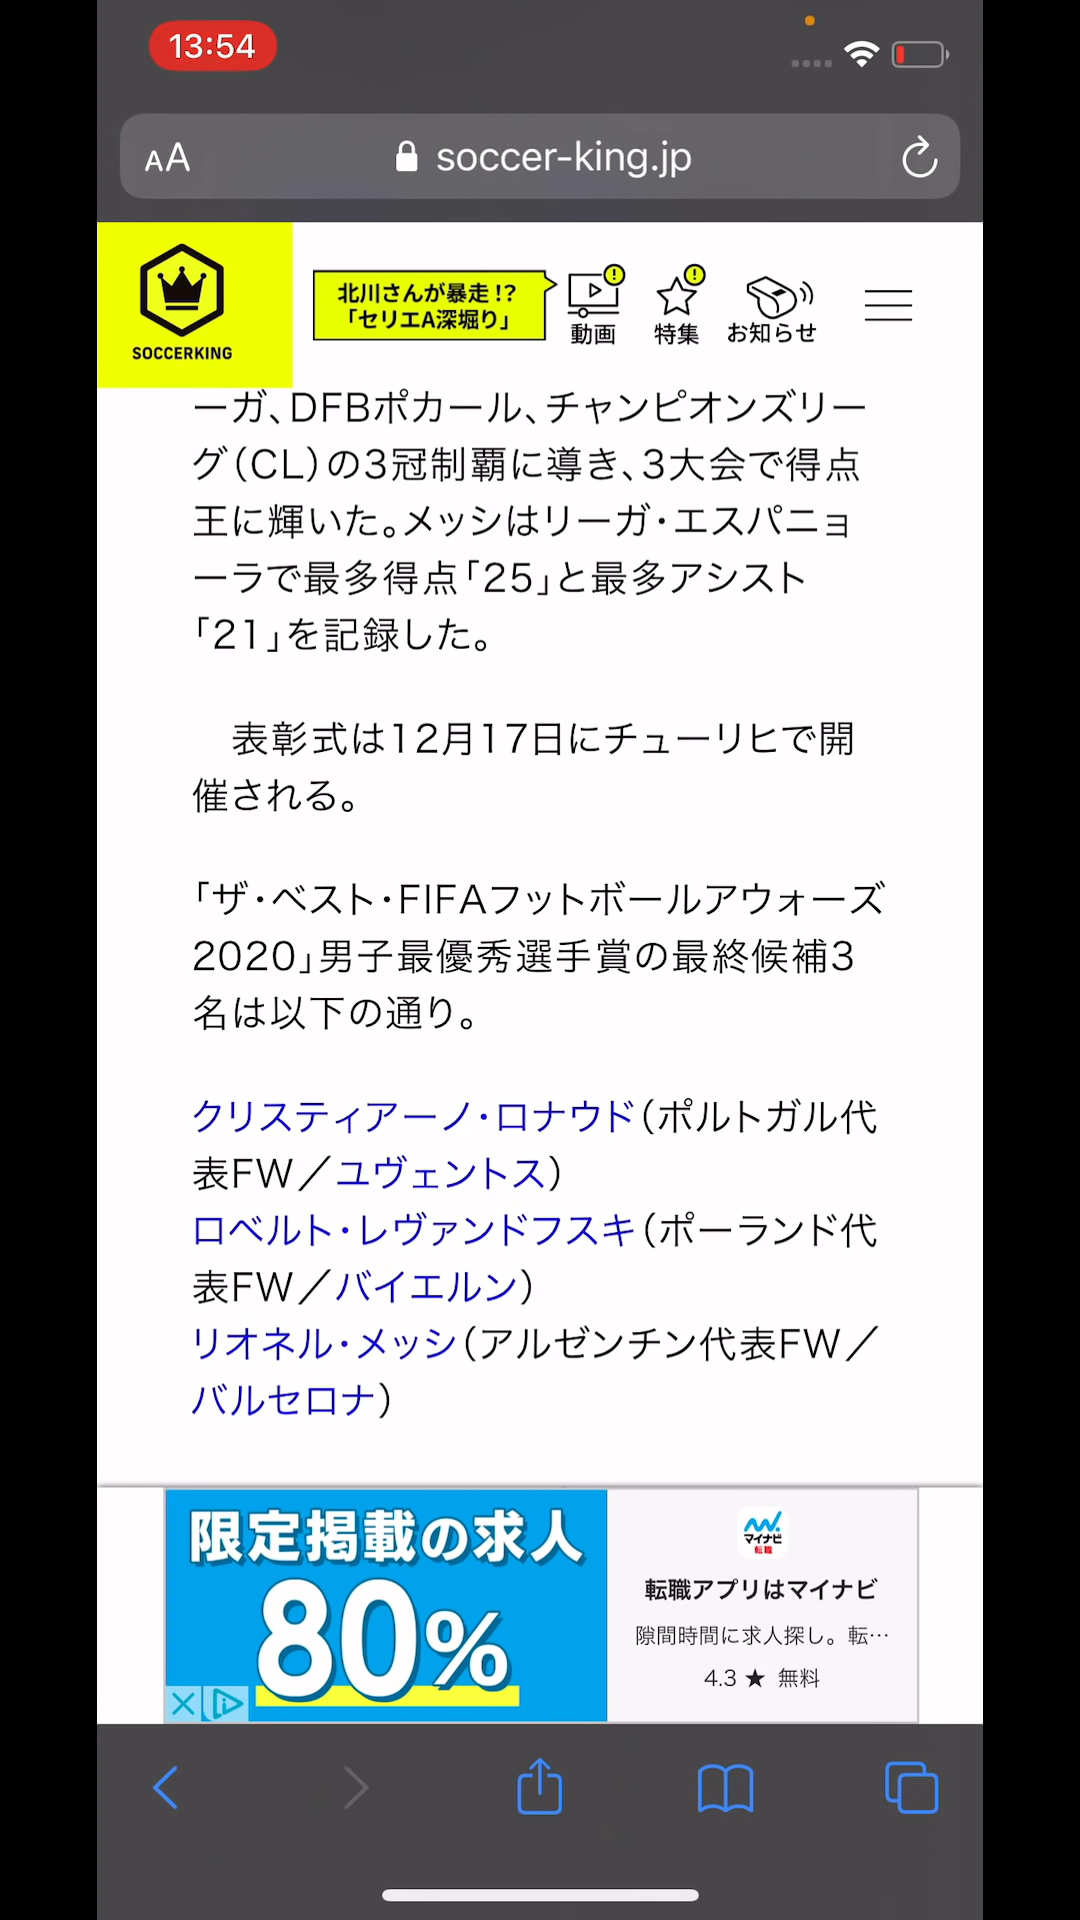 13:54
AA
soccer-king.jp
SOCCERKING
北川さんが暴走!?
「セリエA深堀り」
動画
特集
お知らせ
ーガ、DFBポカール、チャンピオンズリー
グ（CL）の3冠制覇に導き、3大会で得点
王に輝いた。メッシはリーガ・エスパニョ
ーラで最多得点「25」と最多アシスト
「21」を記録した。
表彰式は12月17日にチューリヒで開
催される。
「ザ・ベスト・FIFAフットボールアウォーズ
2020」男子最優秀選手賞の最終候補3
名は以下の通り。
クリスティアーノ・ロナウド（ポルトガル代
表FW／ユヴェントス）
ロベルト・レヴァンドフスキ（ポーランド代
表FW／バイエルン）
リオネル・メッシ（アルゼンチン代表FW／
バルセロナ）
限定掲載の求人
80%
マイナビ
転職
転職アプリはマイナビ
隙間時間に求人探し。転…
4.3 ★ 無料